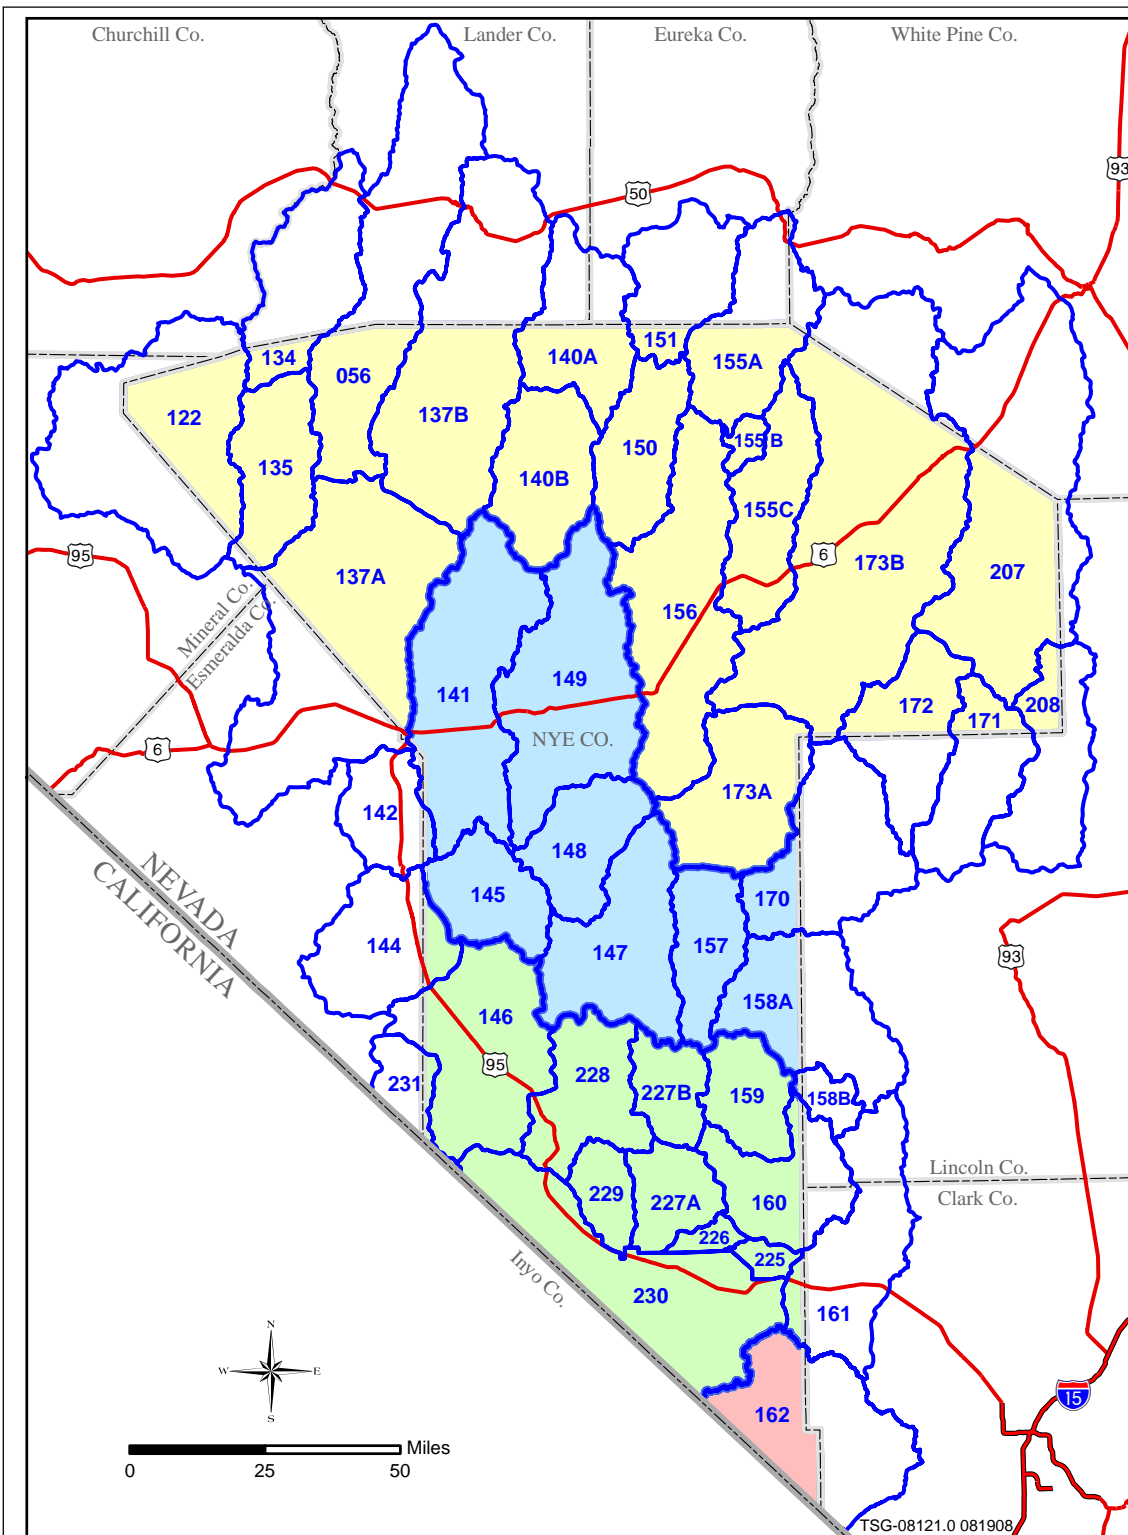 Churchill Co.
Lander Co.
Eureka Co.
White Pine Co.
93
50
134
151
140A
155A
056
122
137B
150
155B
135
140B
155C
95
6
173B
207
137A
156
Mineral Co.
Esmeralda Co.
141
149
172
208
171
6
NYE CO.
173A
142
148
NEVADA
CALIFORNIA
145
170
144
147
157
93
158A
146
95
231
228
227B
159
158B
Lincoln Co.
Clark Co.
229
227A
160
226
225
Inyo Co.
230
161
N
W
E
S
15
162
Miles
0
25
50
TSG-08121.0 081908